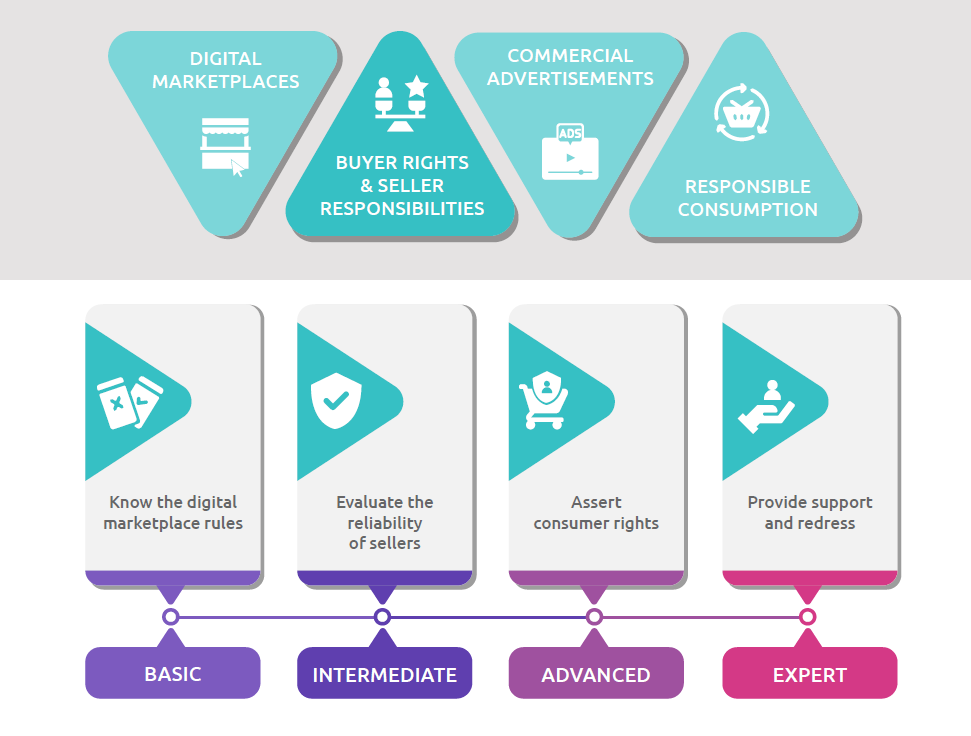 DIGITAL
MARKETPLACES
BUYER RIGHTS
& SELLER
RESPONSIBILITIES
COMMERCIAL
ADVERTISEMENTS
ADS
RESPONSIBLE
CONSUMPTION
Know the digital
marketplace rules
Evaluate the
reliability
of sellers
Assert
consumer rights
Provide support
and redress
BASIC
INTERMEDIATE
ADVANCED
EXPERT